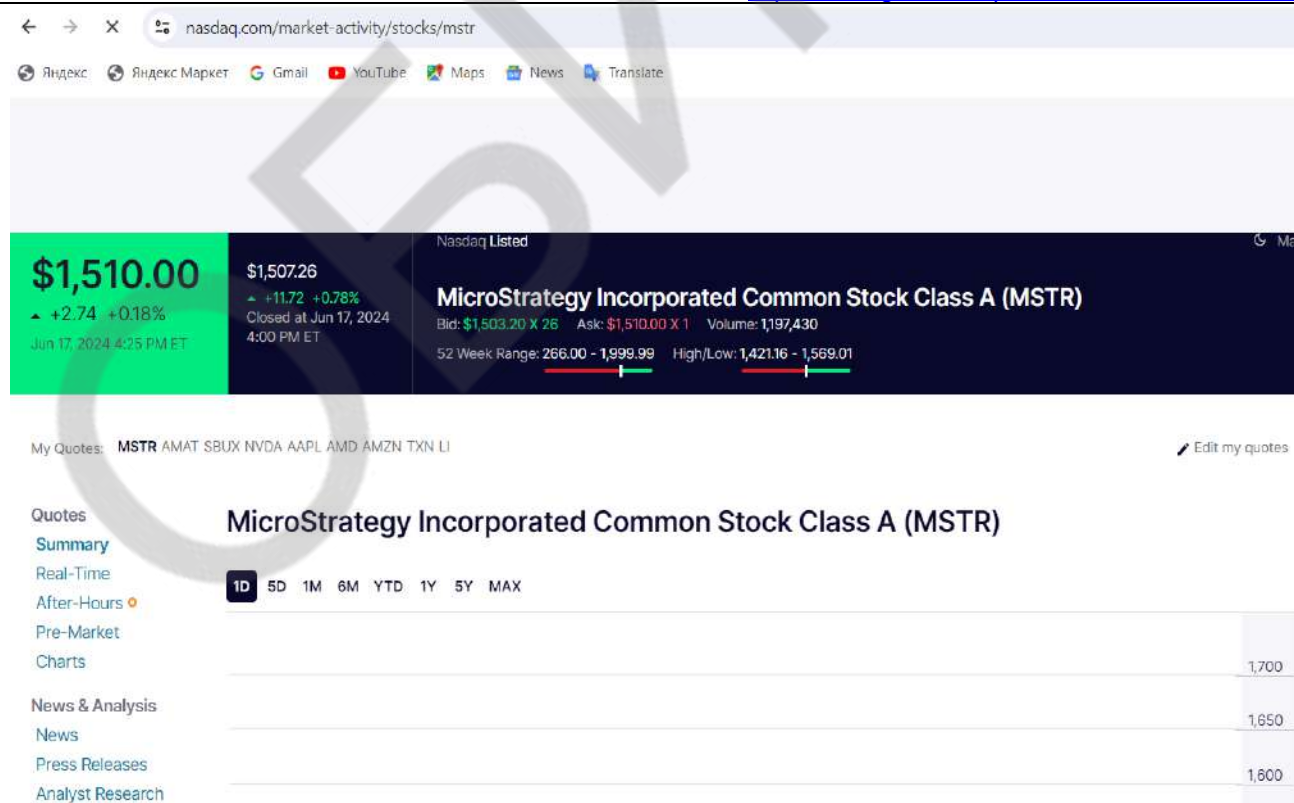 nasdaq.com/market-activity/stocks/mstr
Яндекс Яндекс Маркет Gmail YouTube Maps News Translate
$1,510.00
+2.74 +0.18%
Jun 17, 2024 4:25 PM ET
$1,507.26
+11.72 +0.78%
Closed at Jun 17, 2024
4:00 PM ET
Nasdaq Listed
MicroStrategy Incorporated Common Stock Class A (MSTR)
Bid: $1,503.20 X 26 Ask: $1,510.00 X 1 Volume: 1,197,430
52 Week Range: 266.00 - 1,999.99 High/Low: 1,421.16 - 1,569.01
My Quotes: MSTR AMAT SBUX NVDA AAPL AMD AMZN TXN LI
Edit my quotes
Quotes
Summary
Real-Time
After-Hours
Pre-Market
Charts
News & Analysis
News
Press Releases
Analyst Research
MicroStrategy Incorporated Common Stock Class A (MSTR)
1D 5D 1M 6M YTD 1Y 5Y MAX
1,700
1,650
1,600